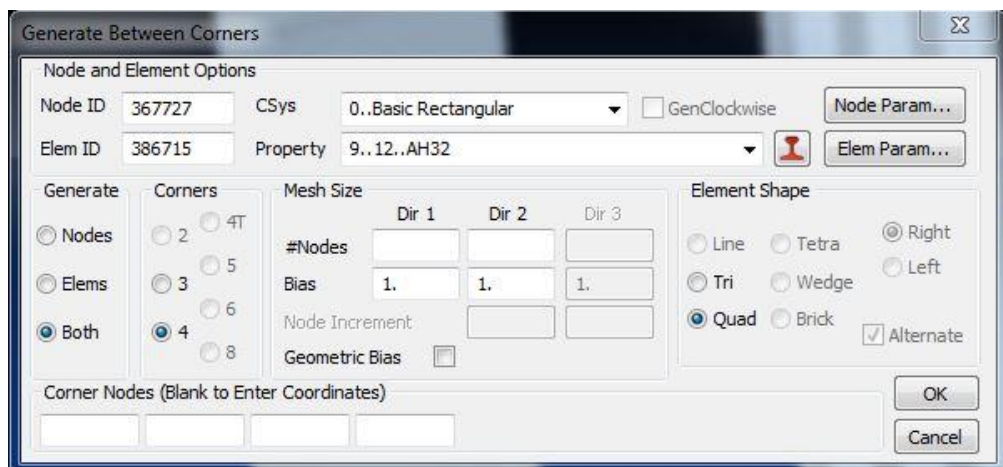 Generate Between Corners
Node and Element Options
Node ID 367727 CSys 0..Basic Rectangular GenClockwise Node Param...
Elem ID 386715 Property 9..12..AH32 Elem Param...
Generate Corners Mesh Size Element Shape
Dir 1 Dir 2 Dir 3
Nodes 2 4T #Nodes Line Tetra Right
5 Left
Elems 3 Bias 1. 1. 1. Tri Wedge
6
Both 4 Node Increment Quad Brick Alternate
8 Geometric Bias
Corner Nodes (Blank to Enter Coordinates) OK
Cancel